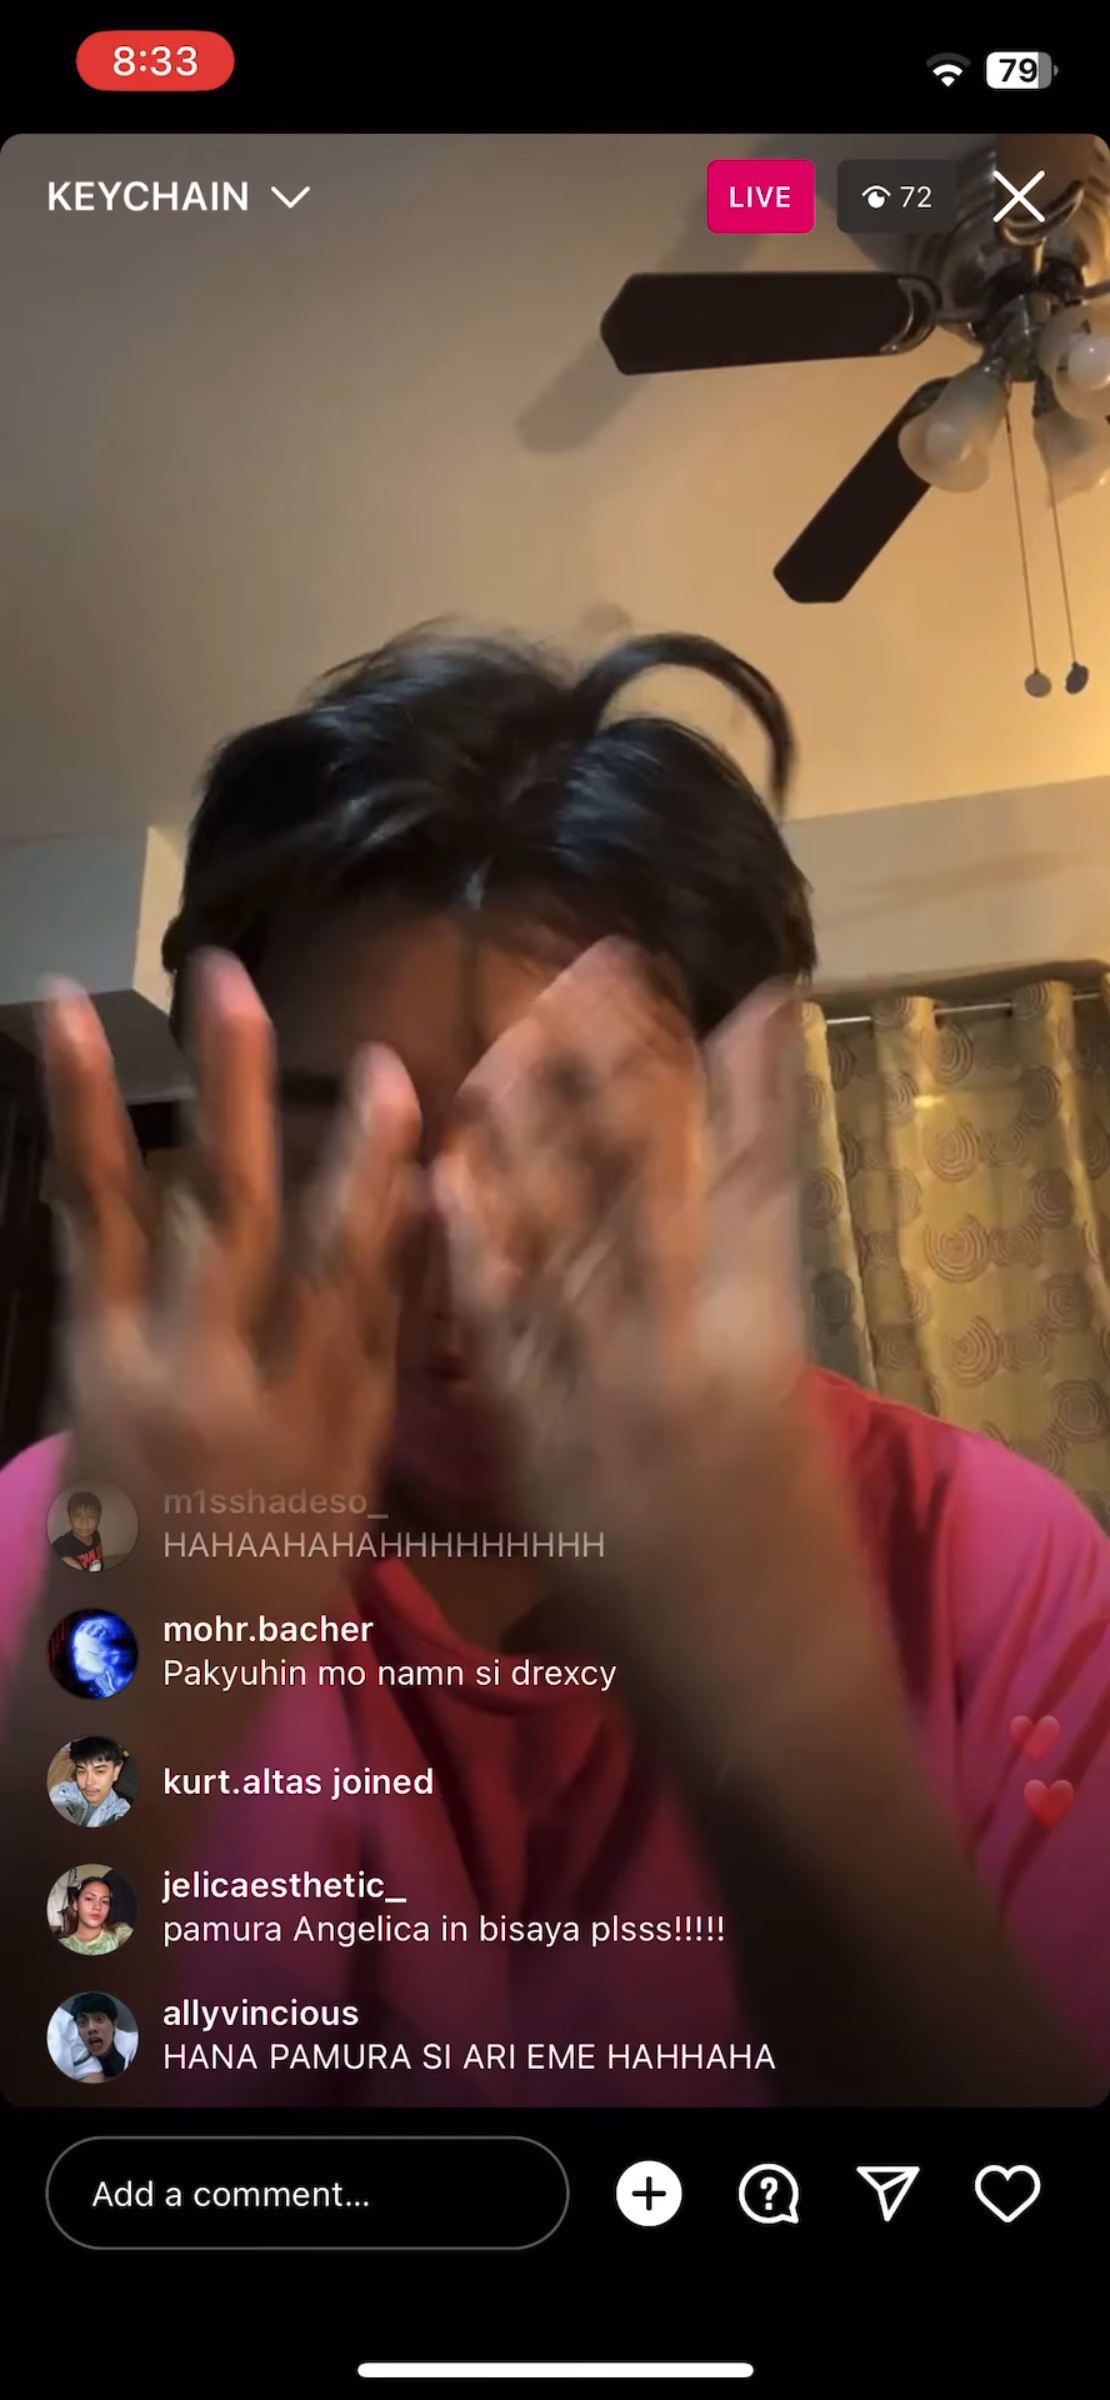 8:33
79
KEYCHAIN
LIVE
72
m1sshadeso_
HAHAAHAHAHHHHHHHHH
mohr.bacher
Pakyuhin mo namn si drexcy
kurt.altas joined
jelicaesthetic_
pamura Angelica in bisaya plsss!!!!!
allyvincious
HANA PAMURA SI ARI EME HAHHAHA
Add a comment...